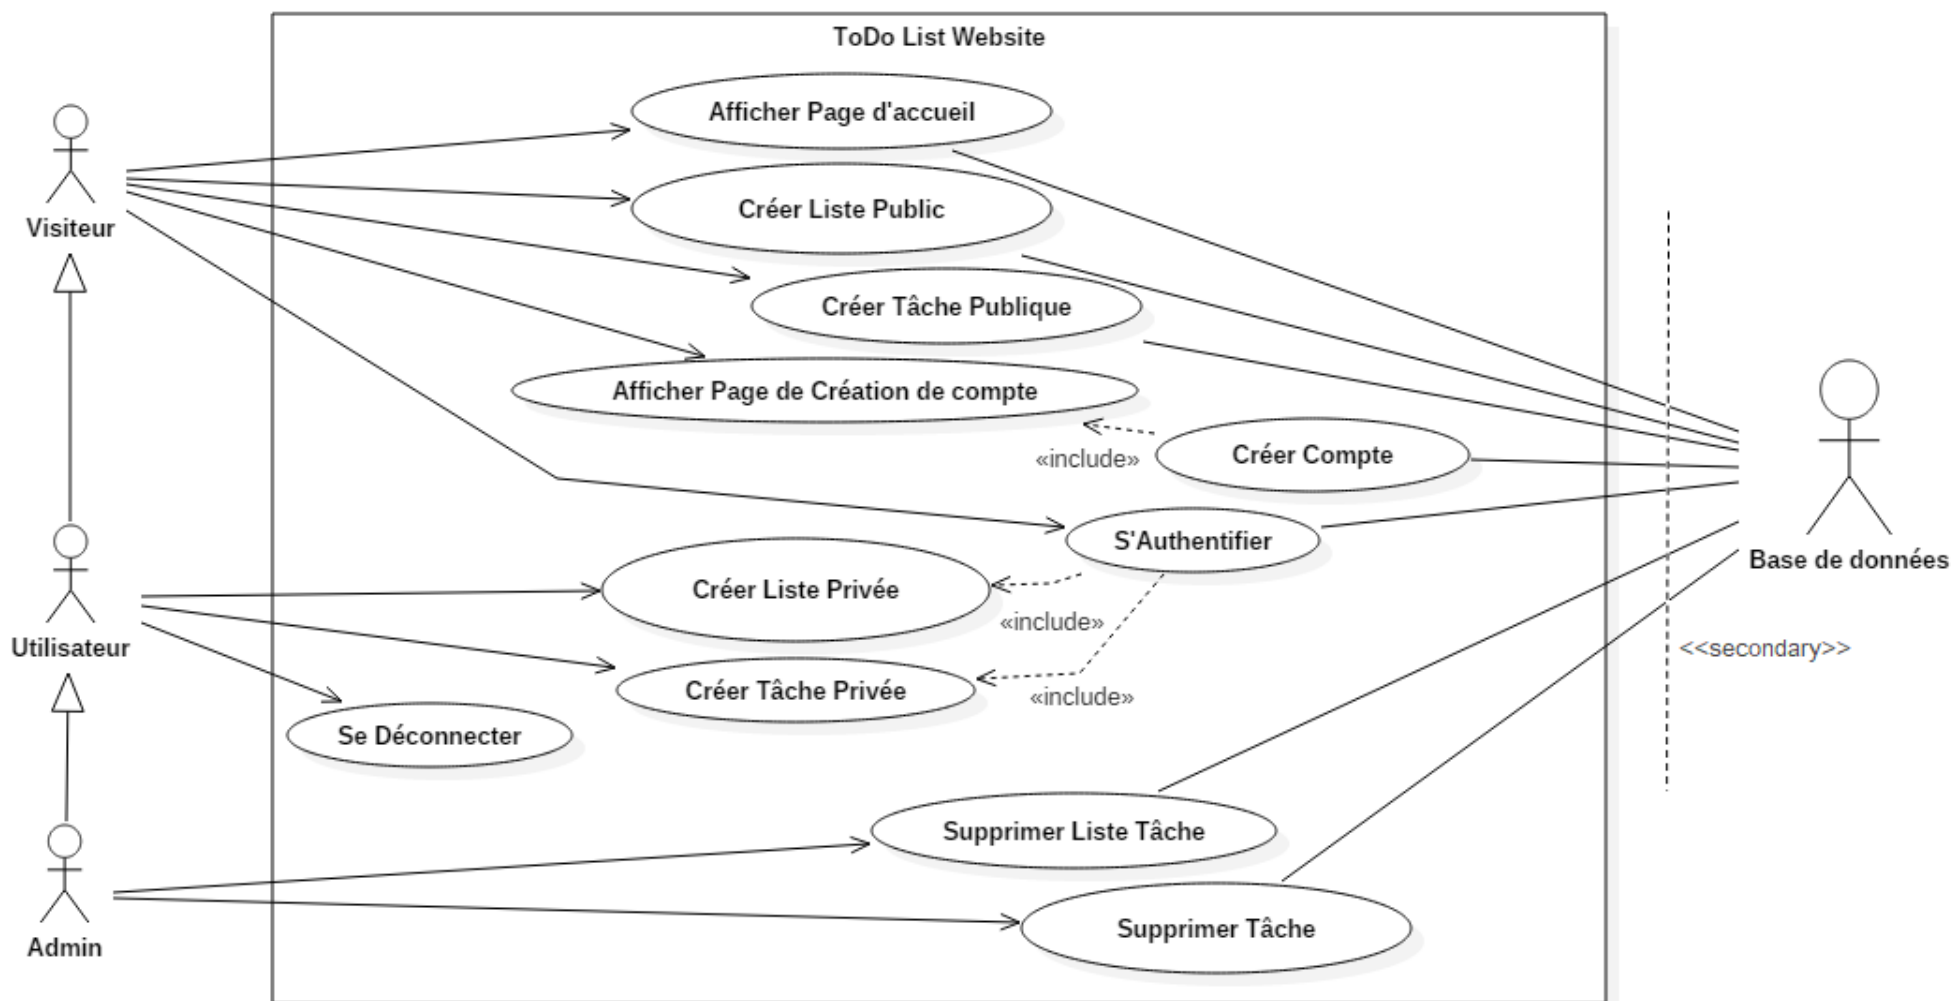 ToDo List Website
Afficher Page d'accueil
Visiteur
Créer Liste Public
Créer Tâche Publique
Afficher Page de Création de compte
«include»
Créer Compte
S'Authentifier
Base de données
Créer Liste Privée
«include»
Utilisateur
<<secondary>>
Créer Tâche Privée
«include»
Se Déconnecter
Supprimer Liste Tâche
Supprimer Tâche
Admin